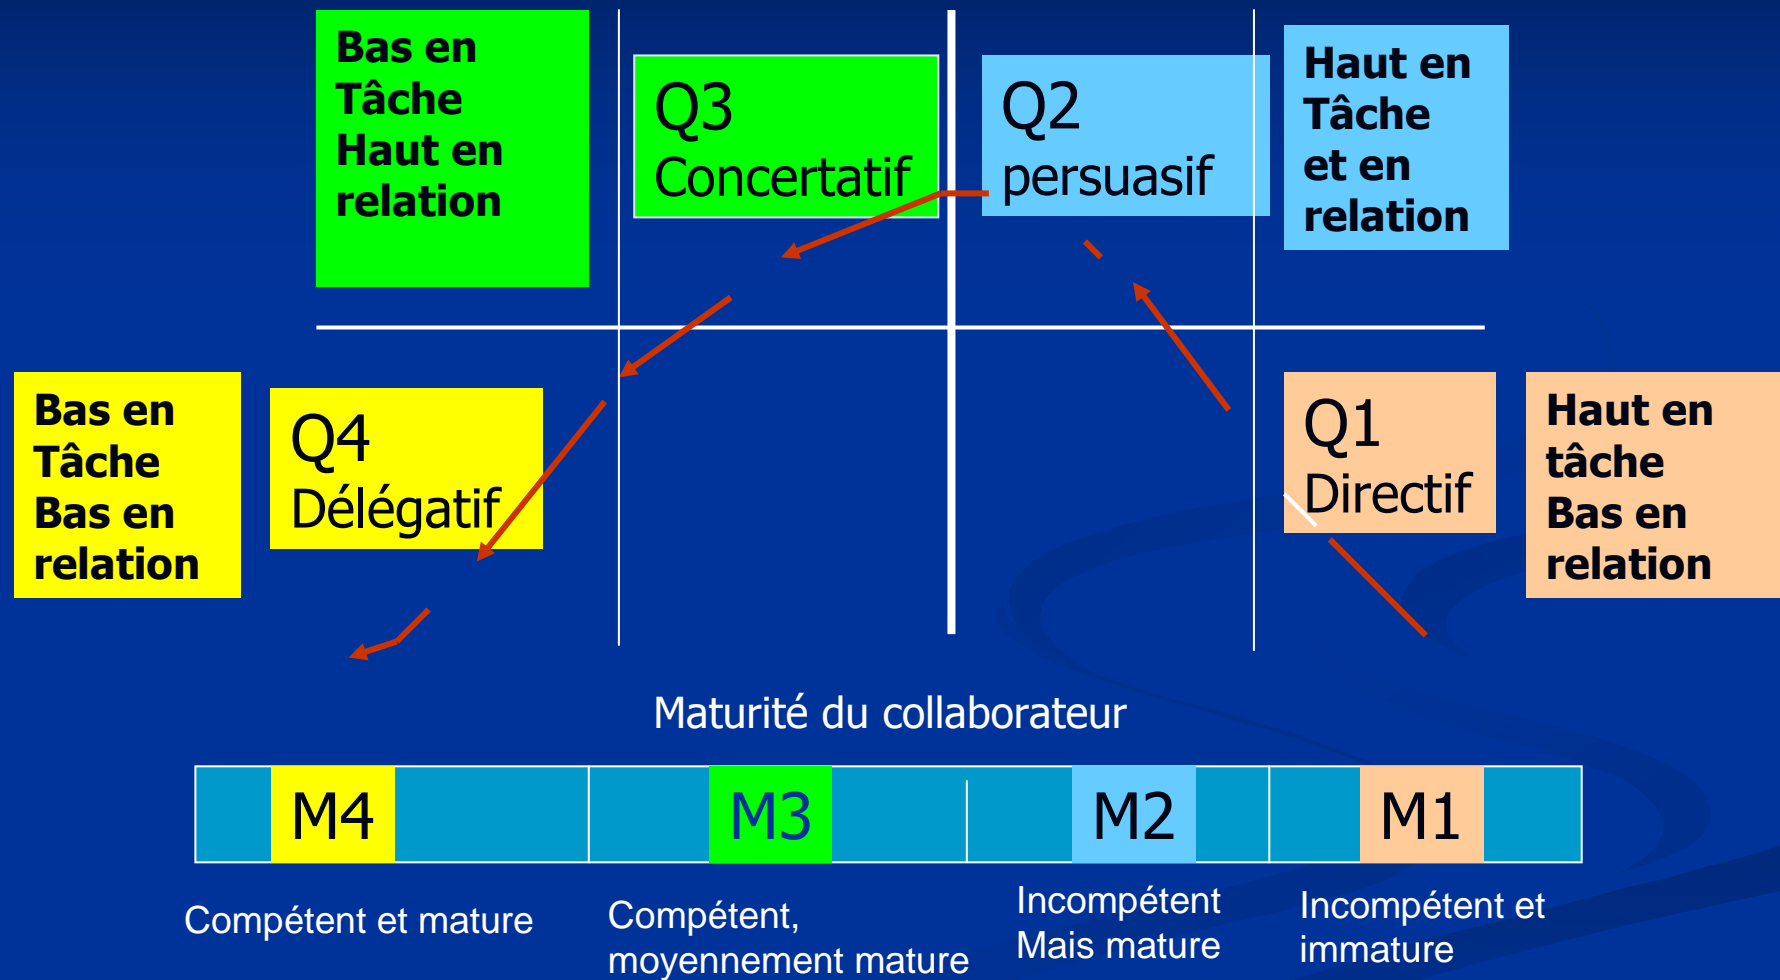 Bas en
Tâche
Haut en
relation
Q3
Concertatif
Q2
persuasif
Haut en
Tâche
et en
relation
Bas en
Tâche
Bas en
relation
Q4
Délégatif
Q1
Directif
Haut en
tâche
Bas en
relation
Maturité du collaborateur
M4
M3
M2
M1
Compétent et mature
Compétent,
moyennement mature
Incompétent
Mais mature
Incompétent et
immature